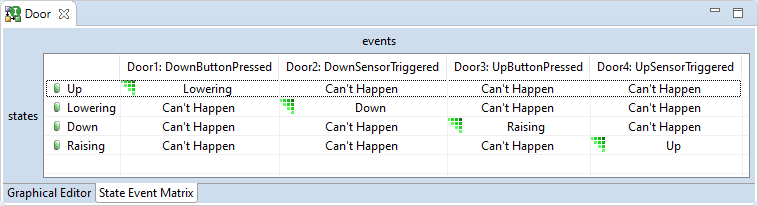 Door
events
Door1: DownButtonPressed Door2: DownSensorTriggered Door3: UpButtonPressed Door4: UpSensorTriggered
Up Lowering Can't Happen Can't Happen Can't Happen
states Lowering Can't Happen Down Can't Happen Can't Happen
Down Can't Happen Can't Happen Raising Can't Happen
Raising Can't Happen Can't Happen Can't Happen Up
Graphical Editor State Event Matrix